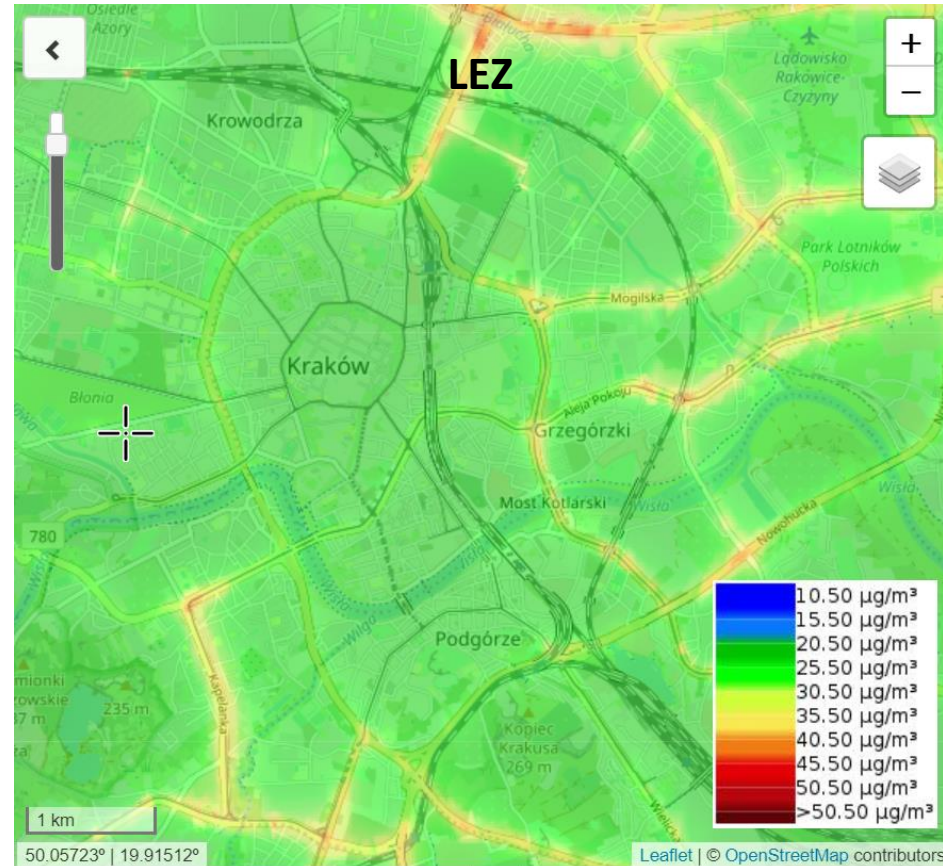 Osiedle
Azory
LEZ
Lądowisko
Rakowice-
Czyżyny
+
−
Krowodrza
Park Lotników
Polskich
Mogilska
Kraków
Błonia
Aleja Pokoju
Grzegórzki
Most Kotlarski
Wisła
Wisła
Nowohucka
780
Wisła
Wilga
Podgórze
Kapelanka
235 m
Kopiec
Krakusa
269 m
Wielicka
10.50 µg/m³
15.50 µg/m³
20.50 µg/m³
25.50 µg/m³
30.50 µg/m³
35.50 µg/m³
40.50 µg/m³
45.50 µg/m³
50.50 µg/m³
>50.50 µg/m³
1 km
50.05723º | 19.91512º
Leaflet | © OpenStreetMap contributors